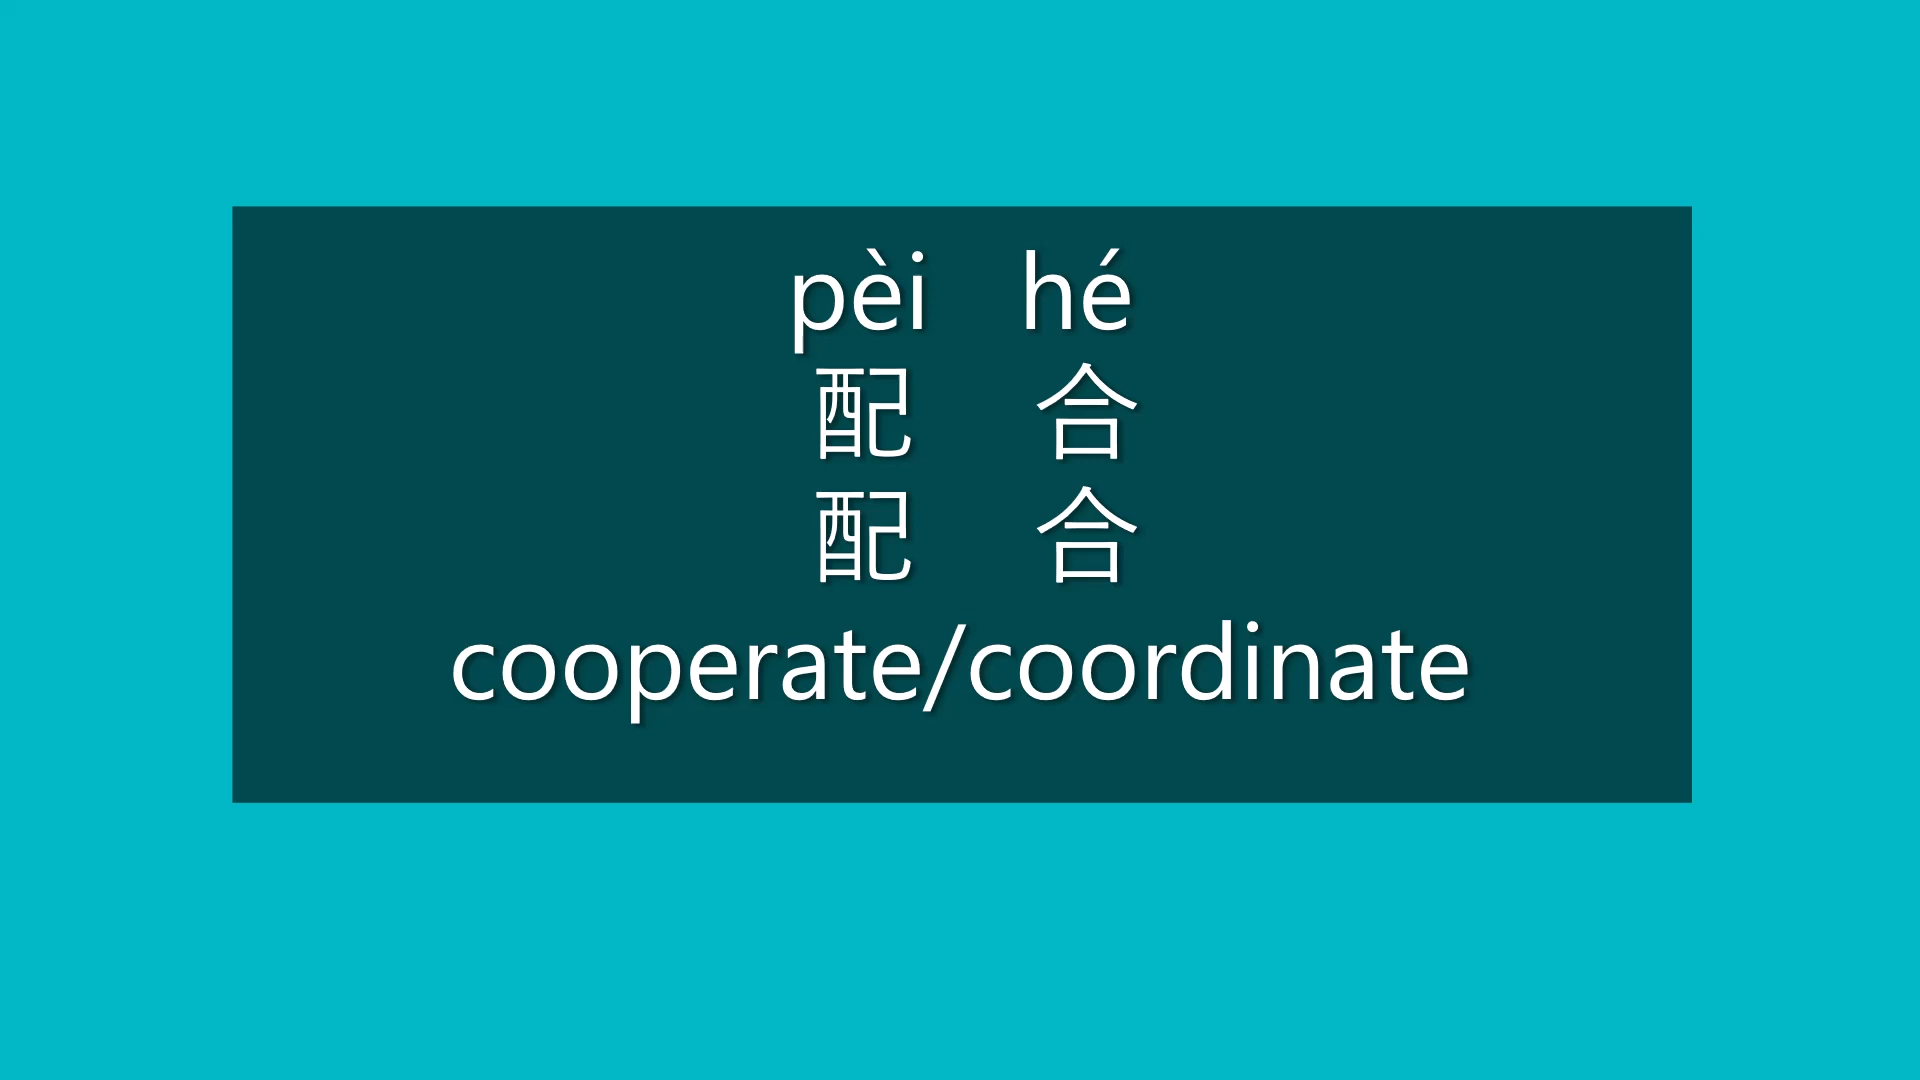 pèi hé
配 合
配 合
cooperate/coordinate